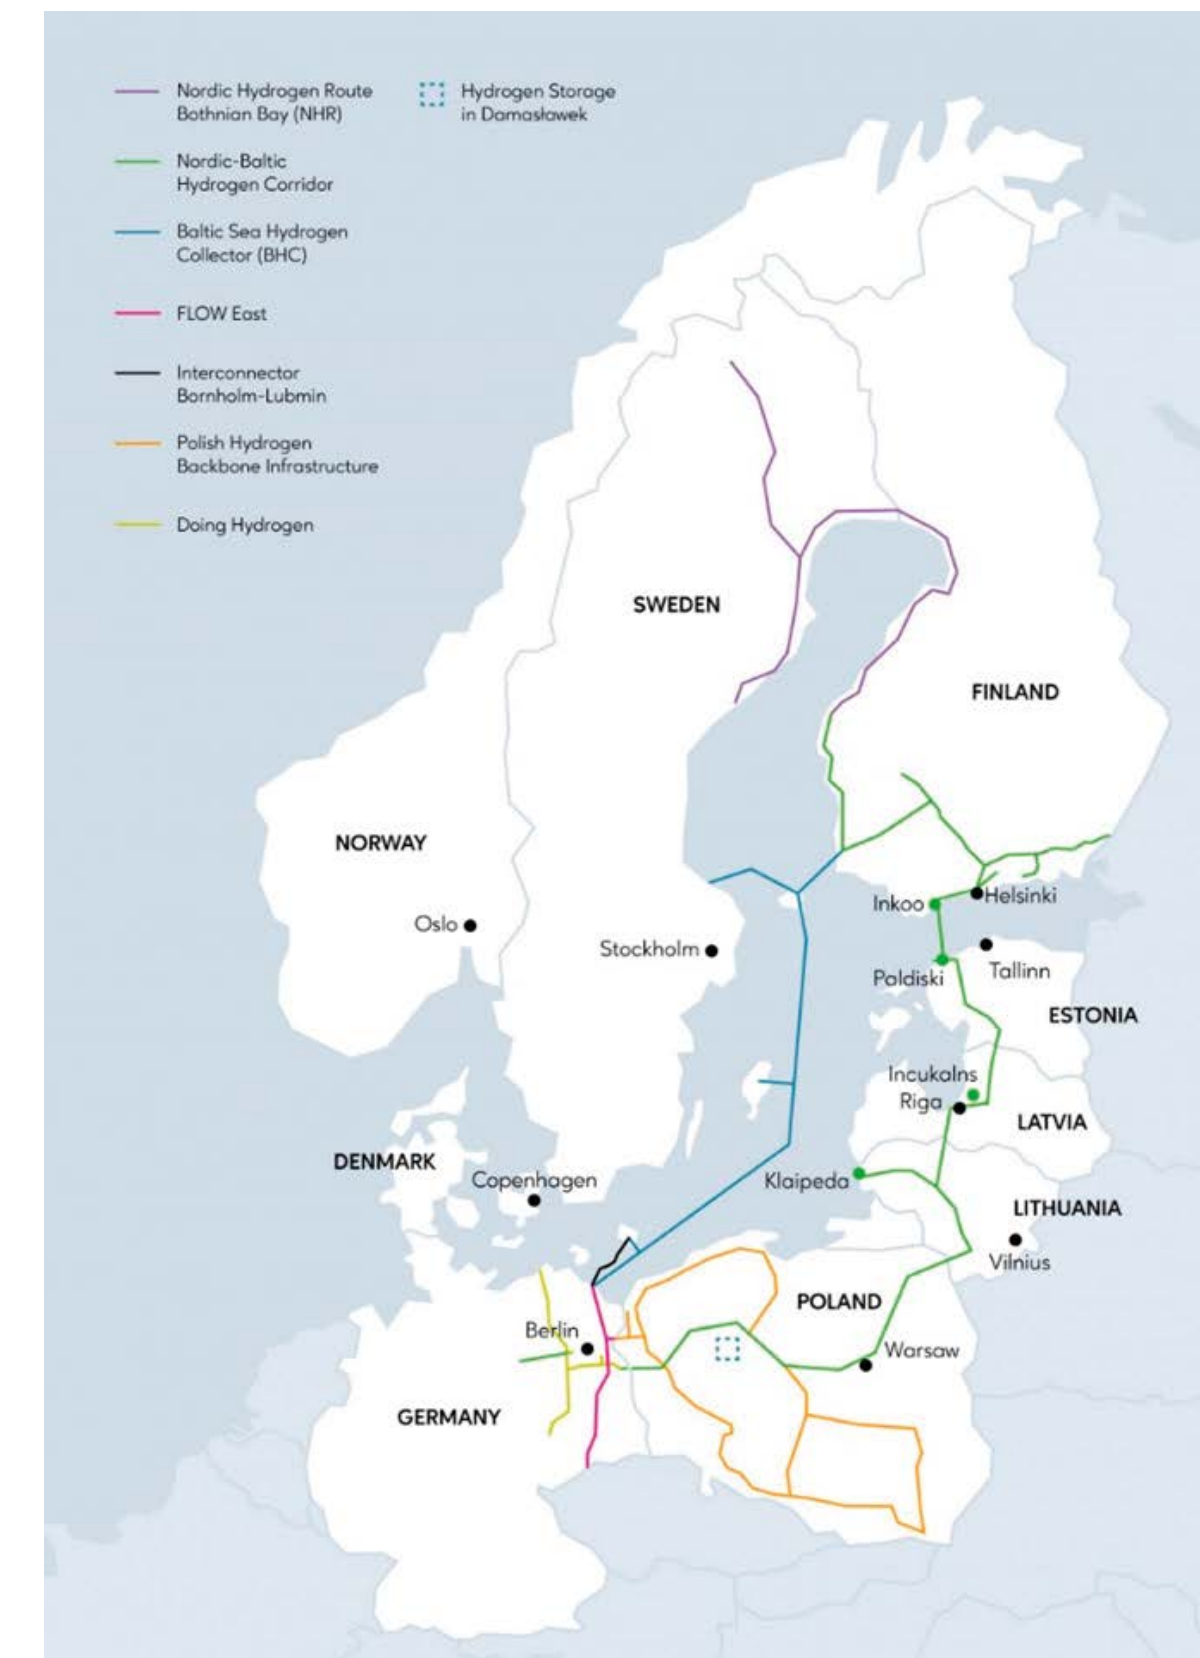 Nordic Hydrogen Route
Bothnian Bay (NHR)
Hydrogen Storage
in Damasławek
Nordic-Baltic
Hydrogen Corridor
Baltic Sea Hydrogen
Collector (BHC)
FLOW East
Interconnector
Bornholm-Lubmin
Polish Hydrogen
Backbone Infrastructure
Doing Hydrogen
SWEDEN
FINLAND
NORWAY
Oslo
Stockholm
Inkoo
Helsinki
Paldiski
Tallinn
ESTONIA
Incukalns
Riga
LATVIA
DENMARK
Copenhagen
Klaipeda
LITHUANIA
Vilnius
POLAND
Berlin
Warsaw
GERMANY